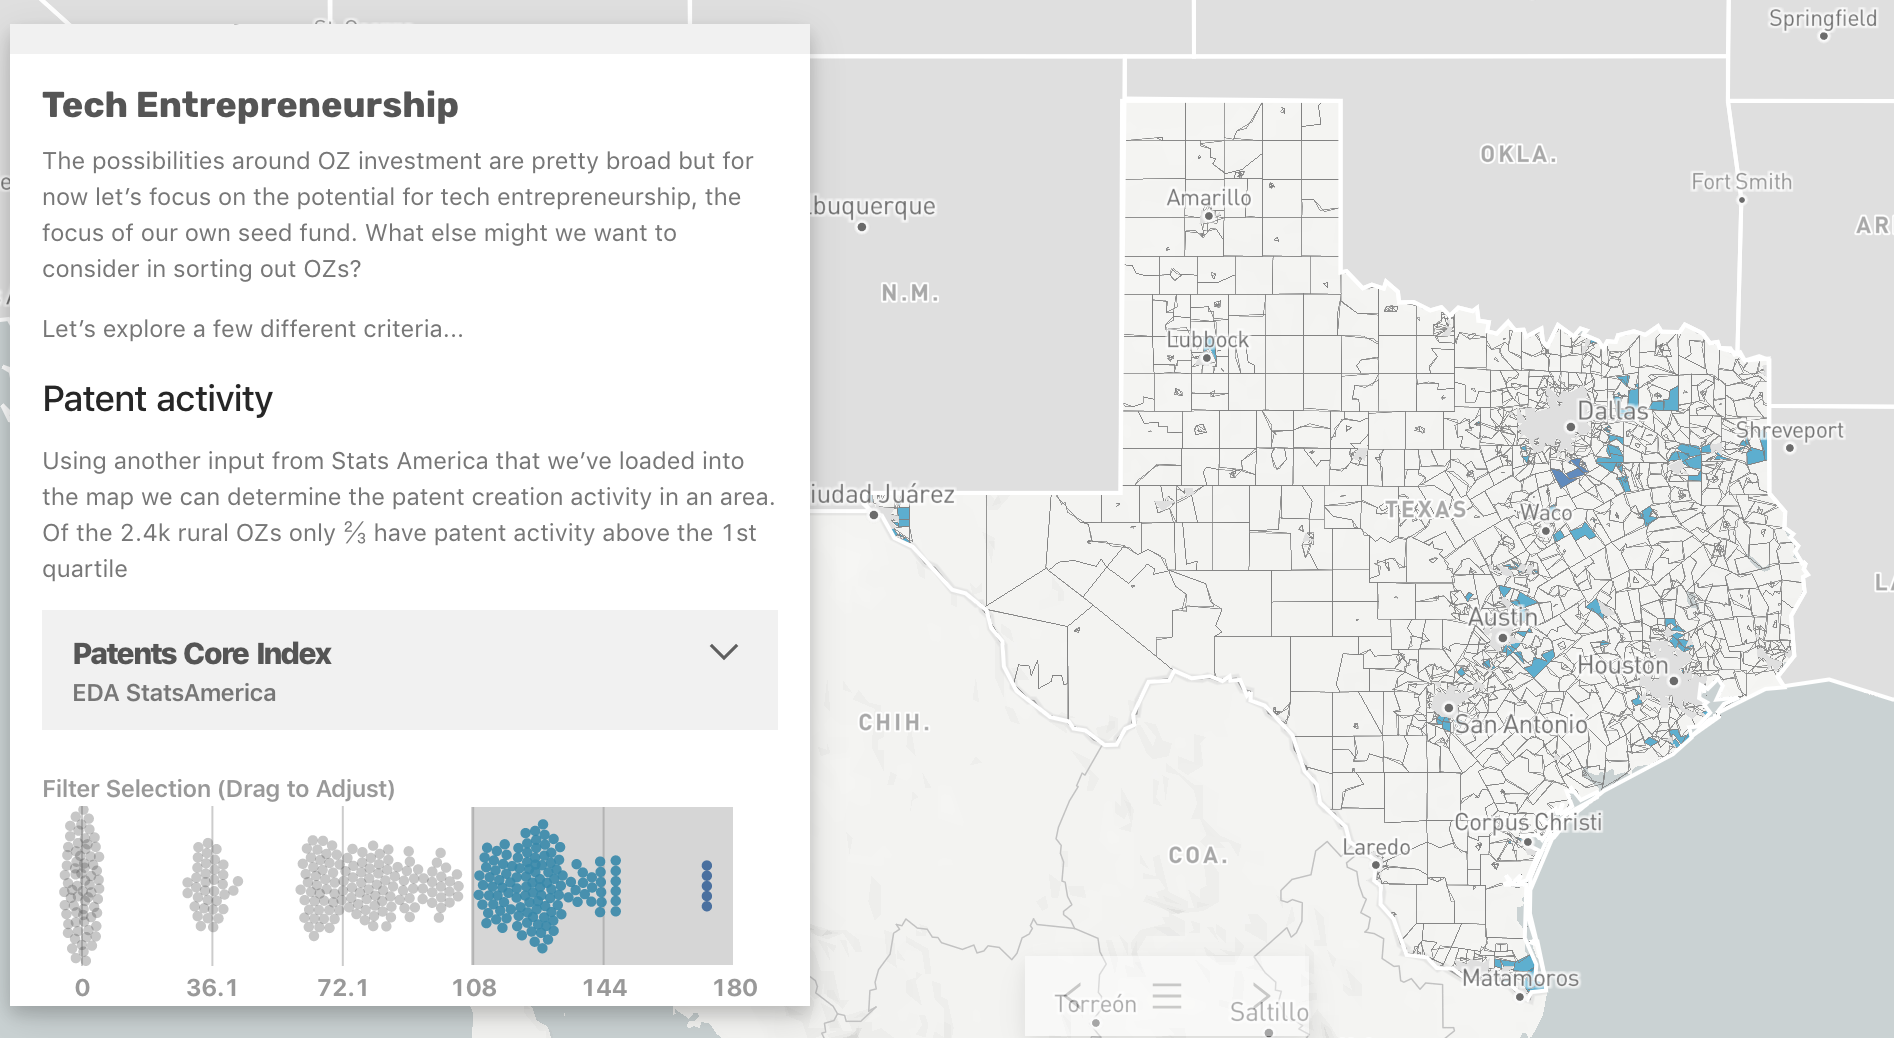 Tech Entrepreneurship
The possibilities around OZ investment are pretty broad but for
now let’s focus on the potential for tech entrepreneurship, the
focus of our own seed fund. What else might we want to
consider in sorting out OZs?
Let’s explore a few different criteria...
Patent activity
Using another input from Stats America that we’ve loaded into
the map we can determine the patent creation activity in an area.
Of the 2.4k rural OZs only ⅔ have patent activity above the 1st
quartile
Patents Core Index
EDA StatsAmerica
Filter Selection (Drag to Adjust)
0 36.1 72.1 108 144 180
Springfield
OKLA.
Fort Smith
AR
Amarillo
lbuquerque
N.M.
Lubbock
Dallas
Shreveport
iudad Juárez
TEXAS
Waco
LA
Austin
Houston
CHIH.
San Antonio
Corpus Christi
Laredo
COA.
Matamoros
Torreón
Saltillo